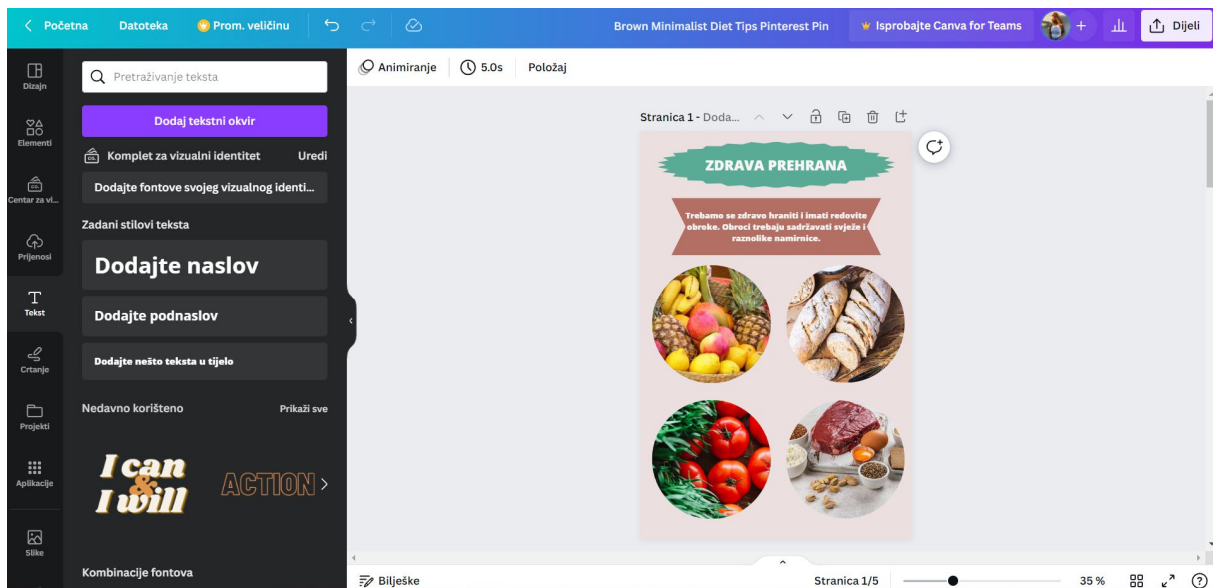 Početna
Datoteka
Prom. veličinu
Brown Minimalist Diet Tips Pinterest Pin
Isprobajte Canva for Teams
Dijeli
Dizajn
Elementi
Centar za vi...
Prijenosi
Tekst
Crtanje
Projekti
Aplikacije
Slike
Pretraživanje teksta
Dodaj tekstni okvir
CO.
Komplet za vizualni identitet
Uredi
Dodajte fontove svojeg vizualnog identi...
Zadani stilovi teksta
Dodajte naslov
Dodajte podnaslov
Dodajte nešto teksta u tijelo
Nedavno korišteno
Prikaži sve
I can
&
I will
ACTION
Kombinacije fontova
Animiranje
5.0s
Položaj
Stranica 1 - Doda...
ZDRAVA PREHRANA
Trebamo se zdravo hraniti i imati redovite
obroke. Obroci trebaju sadržavati svježe i
raznolike namirnice.
Bilješke
Stranica 1/5
35 %